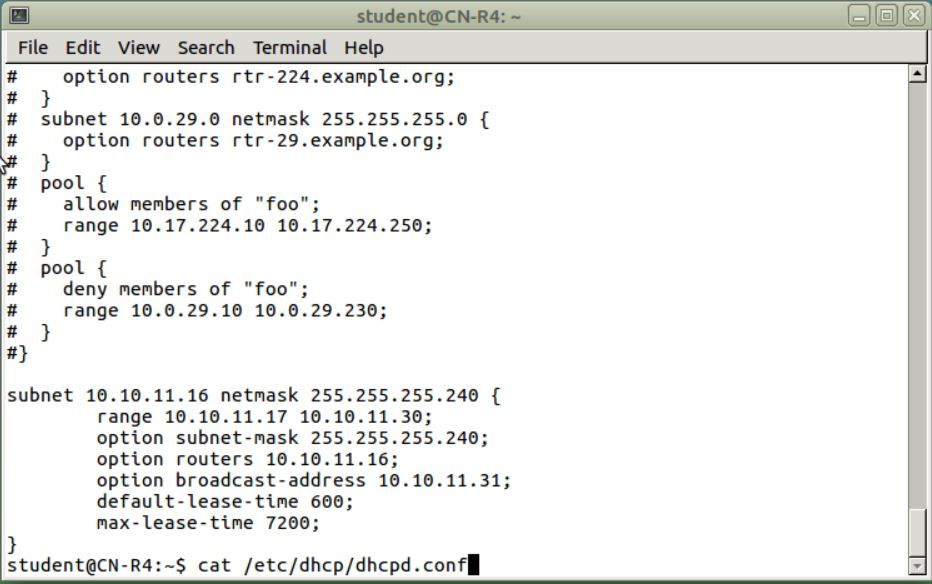 student@CN-R4: ~
File Edit View Search Terminal Help
#    option routers rtr-224.example.org;
#  }
#  subnet 10.0.29.0 netmask 255.255.255.0 {
#    option routers rtr-29.example.org;
#  }
#  pool {
#    allow members of "foo";
#    range 10.17.224.10 10.17.224.250;
#  }
#  pool {
#    deny members of "foo";
#    range 10.0.29.10 10.0.29.230;
#  }
#}

subnet 10.10.11.16 netmask 255.255.255.240 {
        range 10.10.11.17 10.10.11.30;
        option subnet-mask 255.255.255.240;
        option routers 10.10.11.16;
        option broadcast-address 10.10.11.31;
        default-lease-time 600;
        max-lease-time 7200;
}
student@CN-R4:~$ cat /etc/dhcp/dhcpd.conf